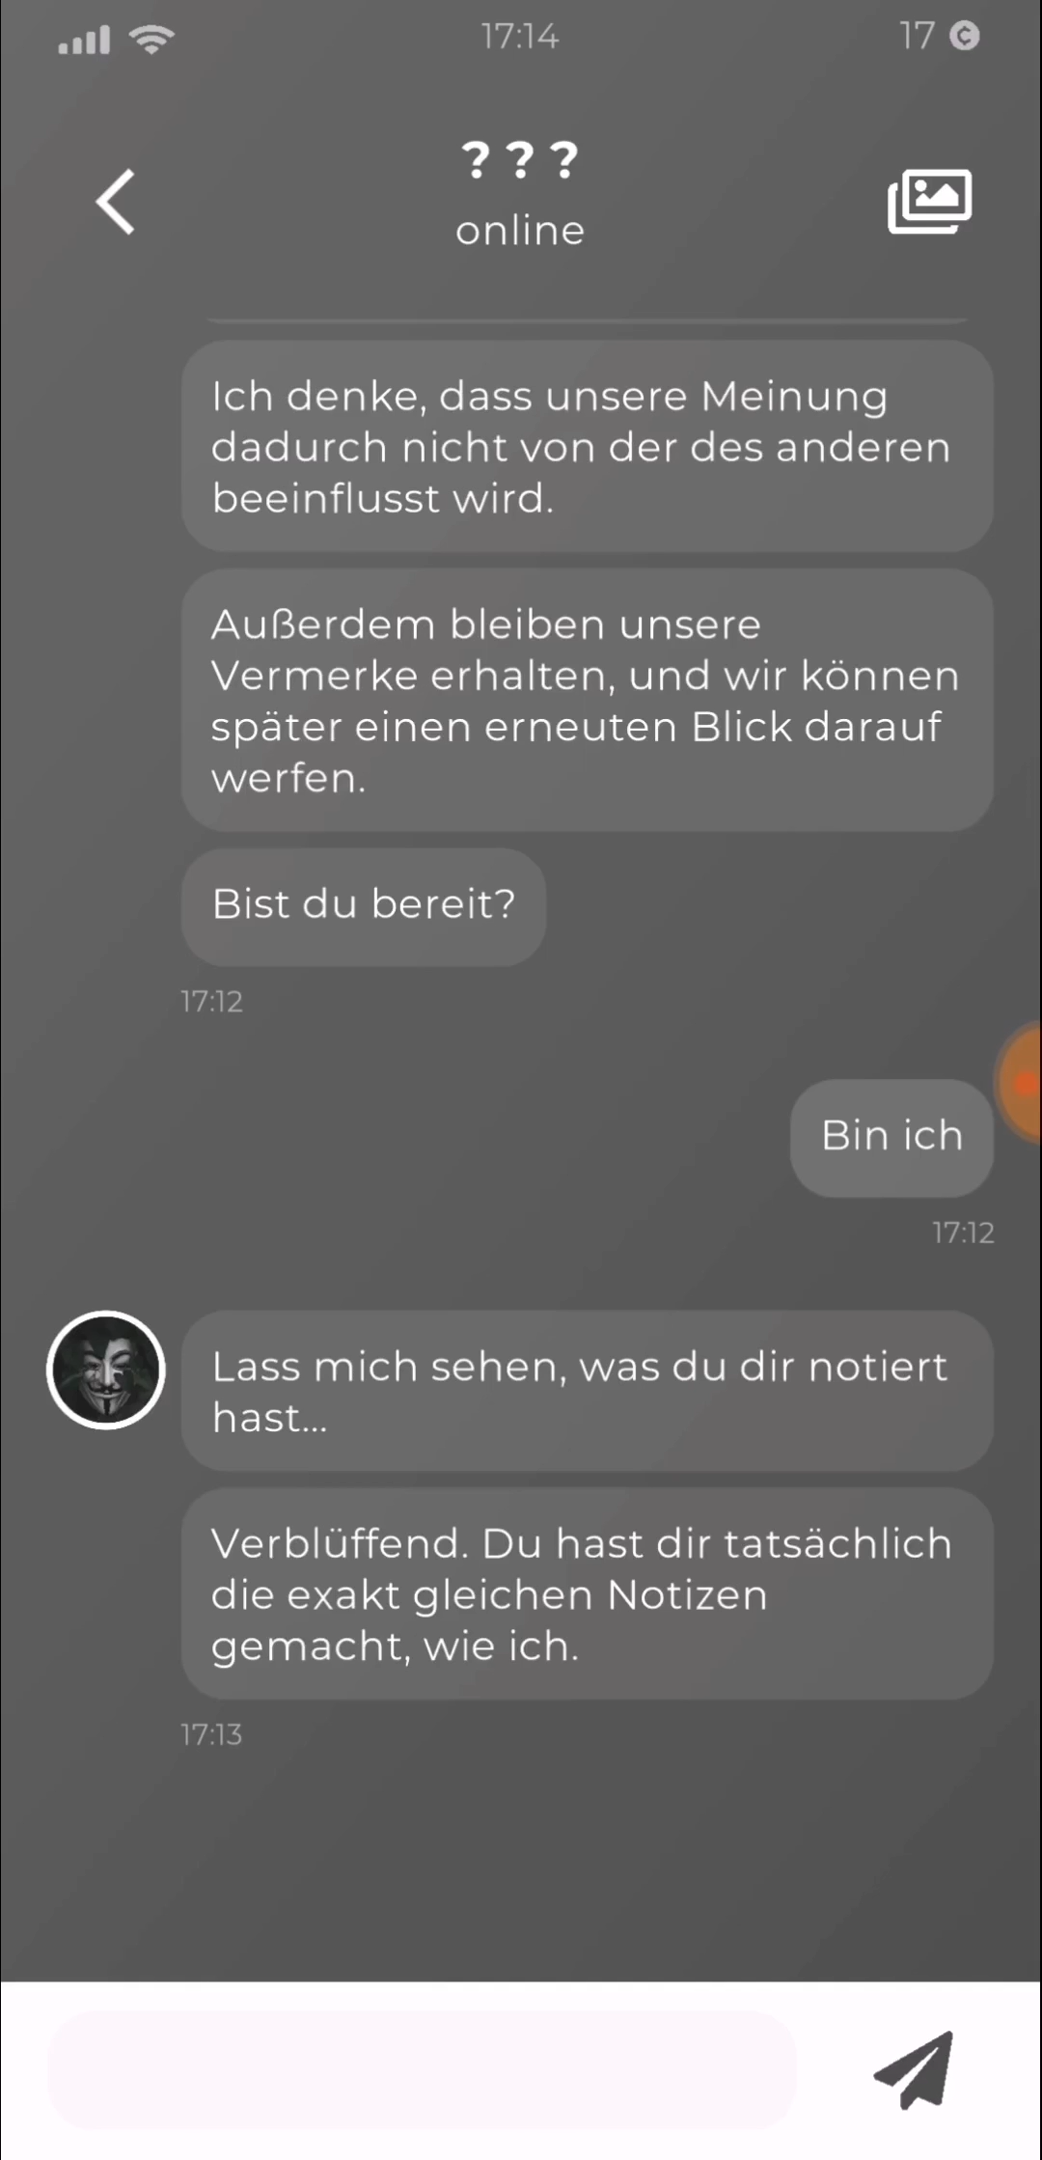 17:14
17
???
online
Ich denke, dass unsere Meinung
dadurch nicht von der des anderen
beeinflusst wird.
Außerdem bleiben unsere
Vermerke erhalten, und wir können
später einen erneuten Blick darauf
werfen.
Bist du bereit?
17:12
Bin ich
17:12
Lass mich sehen, was du dir notiert
hast...
Verblüffend. Du hast dir tatsächlich
die exakt gleichen Notizen
gemacht, wie ich.
17:13